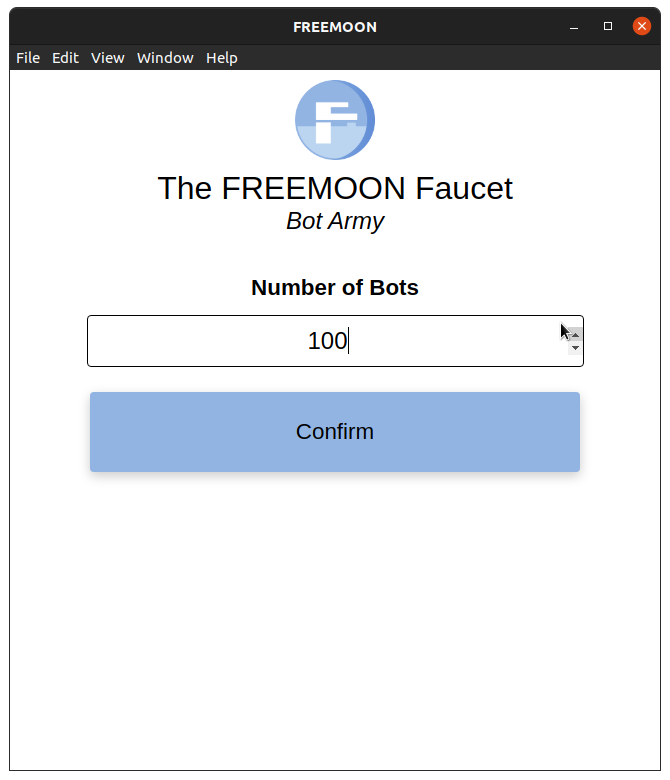 FREEMOON
File Edit View Window Help
F
The FREEMOON Faucet
Bot Army
Number of Bots
100
Confirm